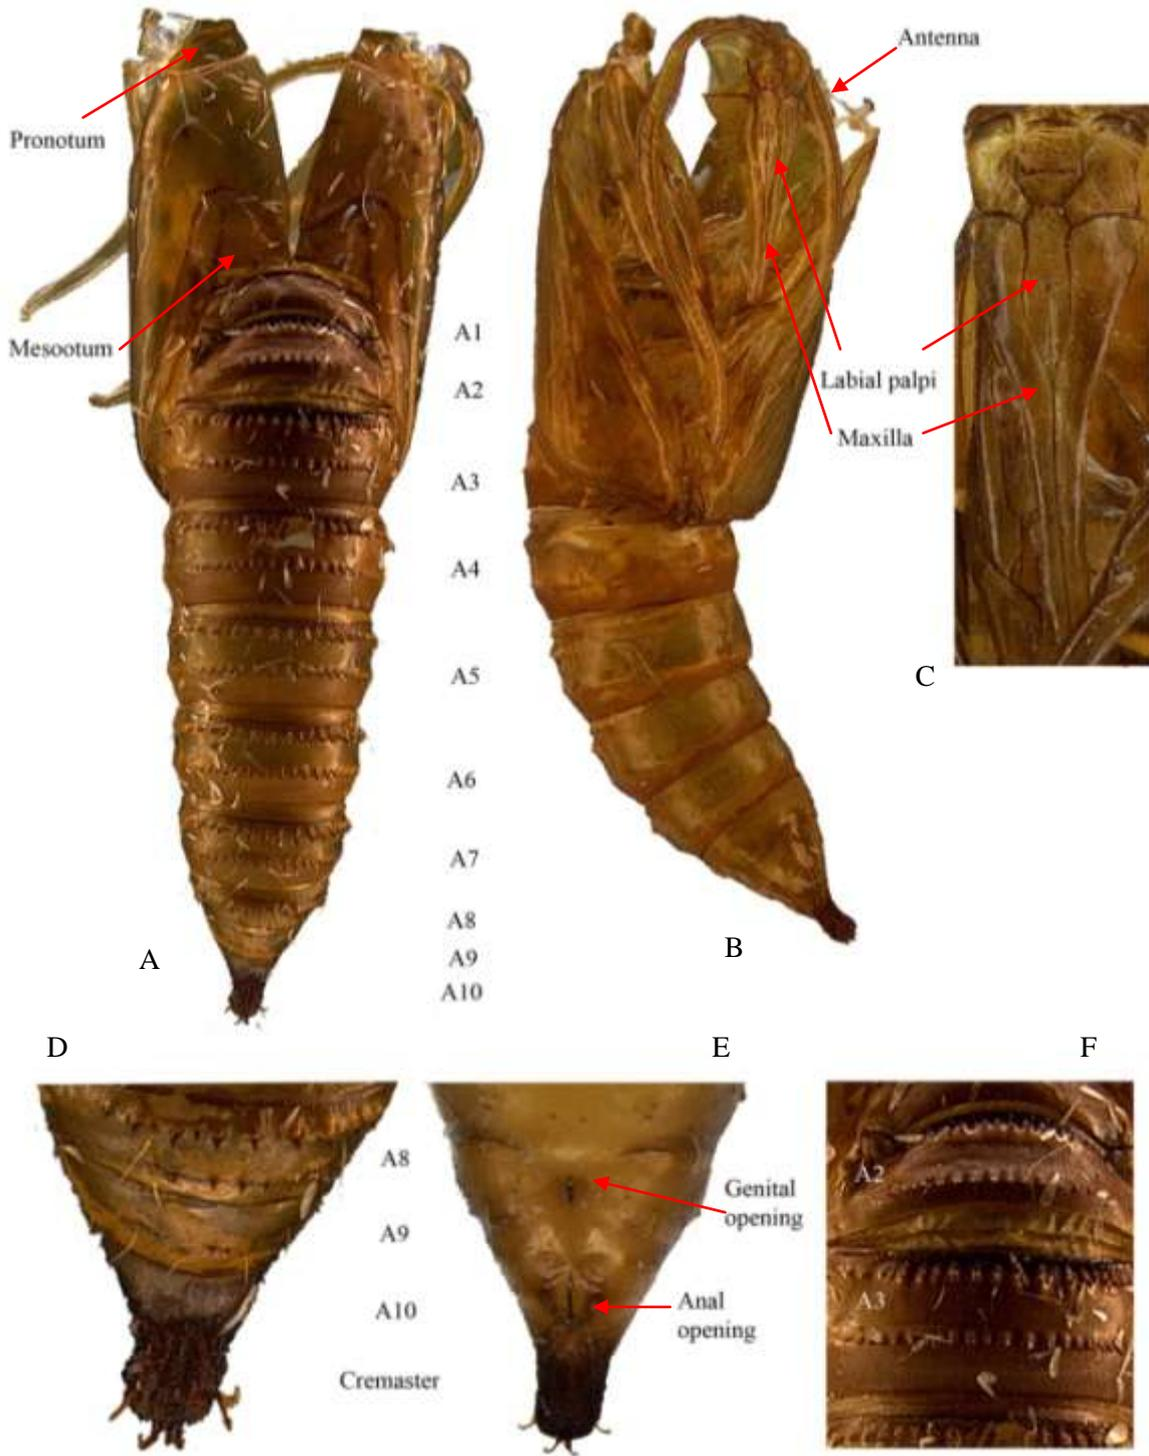 Antenna
Pronotum
Mesootum
A1
A2
Labial palpi
Maxilla
A3
A4
A5
C
A6
A7
A8
A
B
A9
A10
D
E
F
A8
A2
Genital
opening
A9
A3
A10
Anal
opening
Cremaster